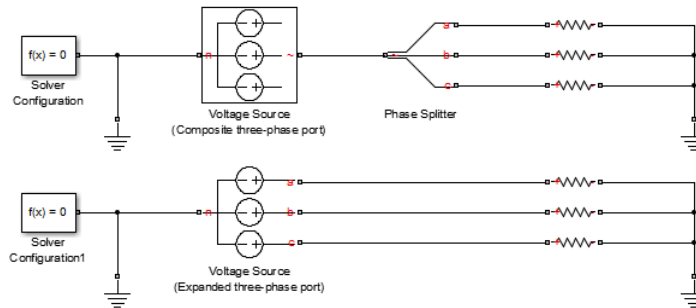 f(x) = 0
Solver
Configuration
n
~
Voltage Source
(Composite three-phase port)
~
a
b
c
Phase Splitter
+ -
+ -
+ -
f(x) = 0
Solver
Configuration1
n
a
b
c
Voltage Source
(Expanded three-phase port)
+ -
+ -
+ -